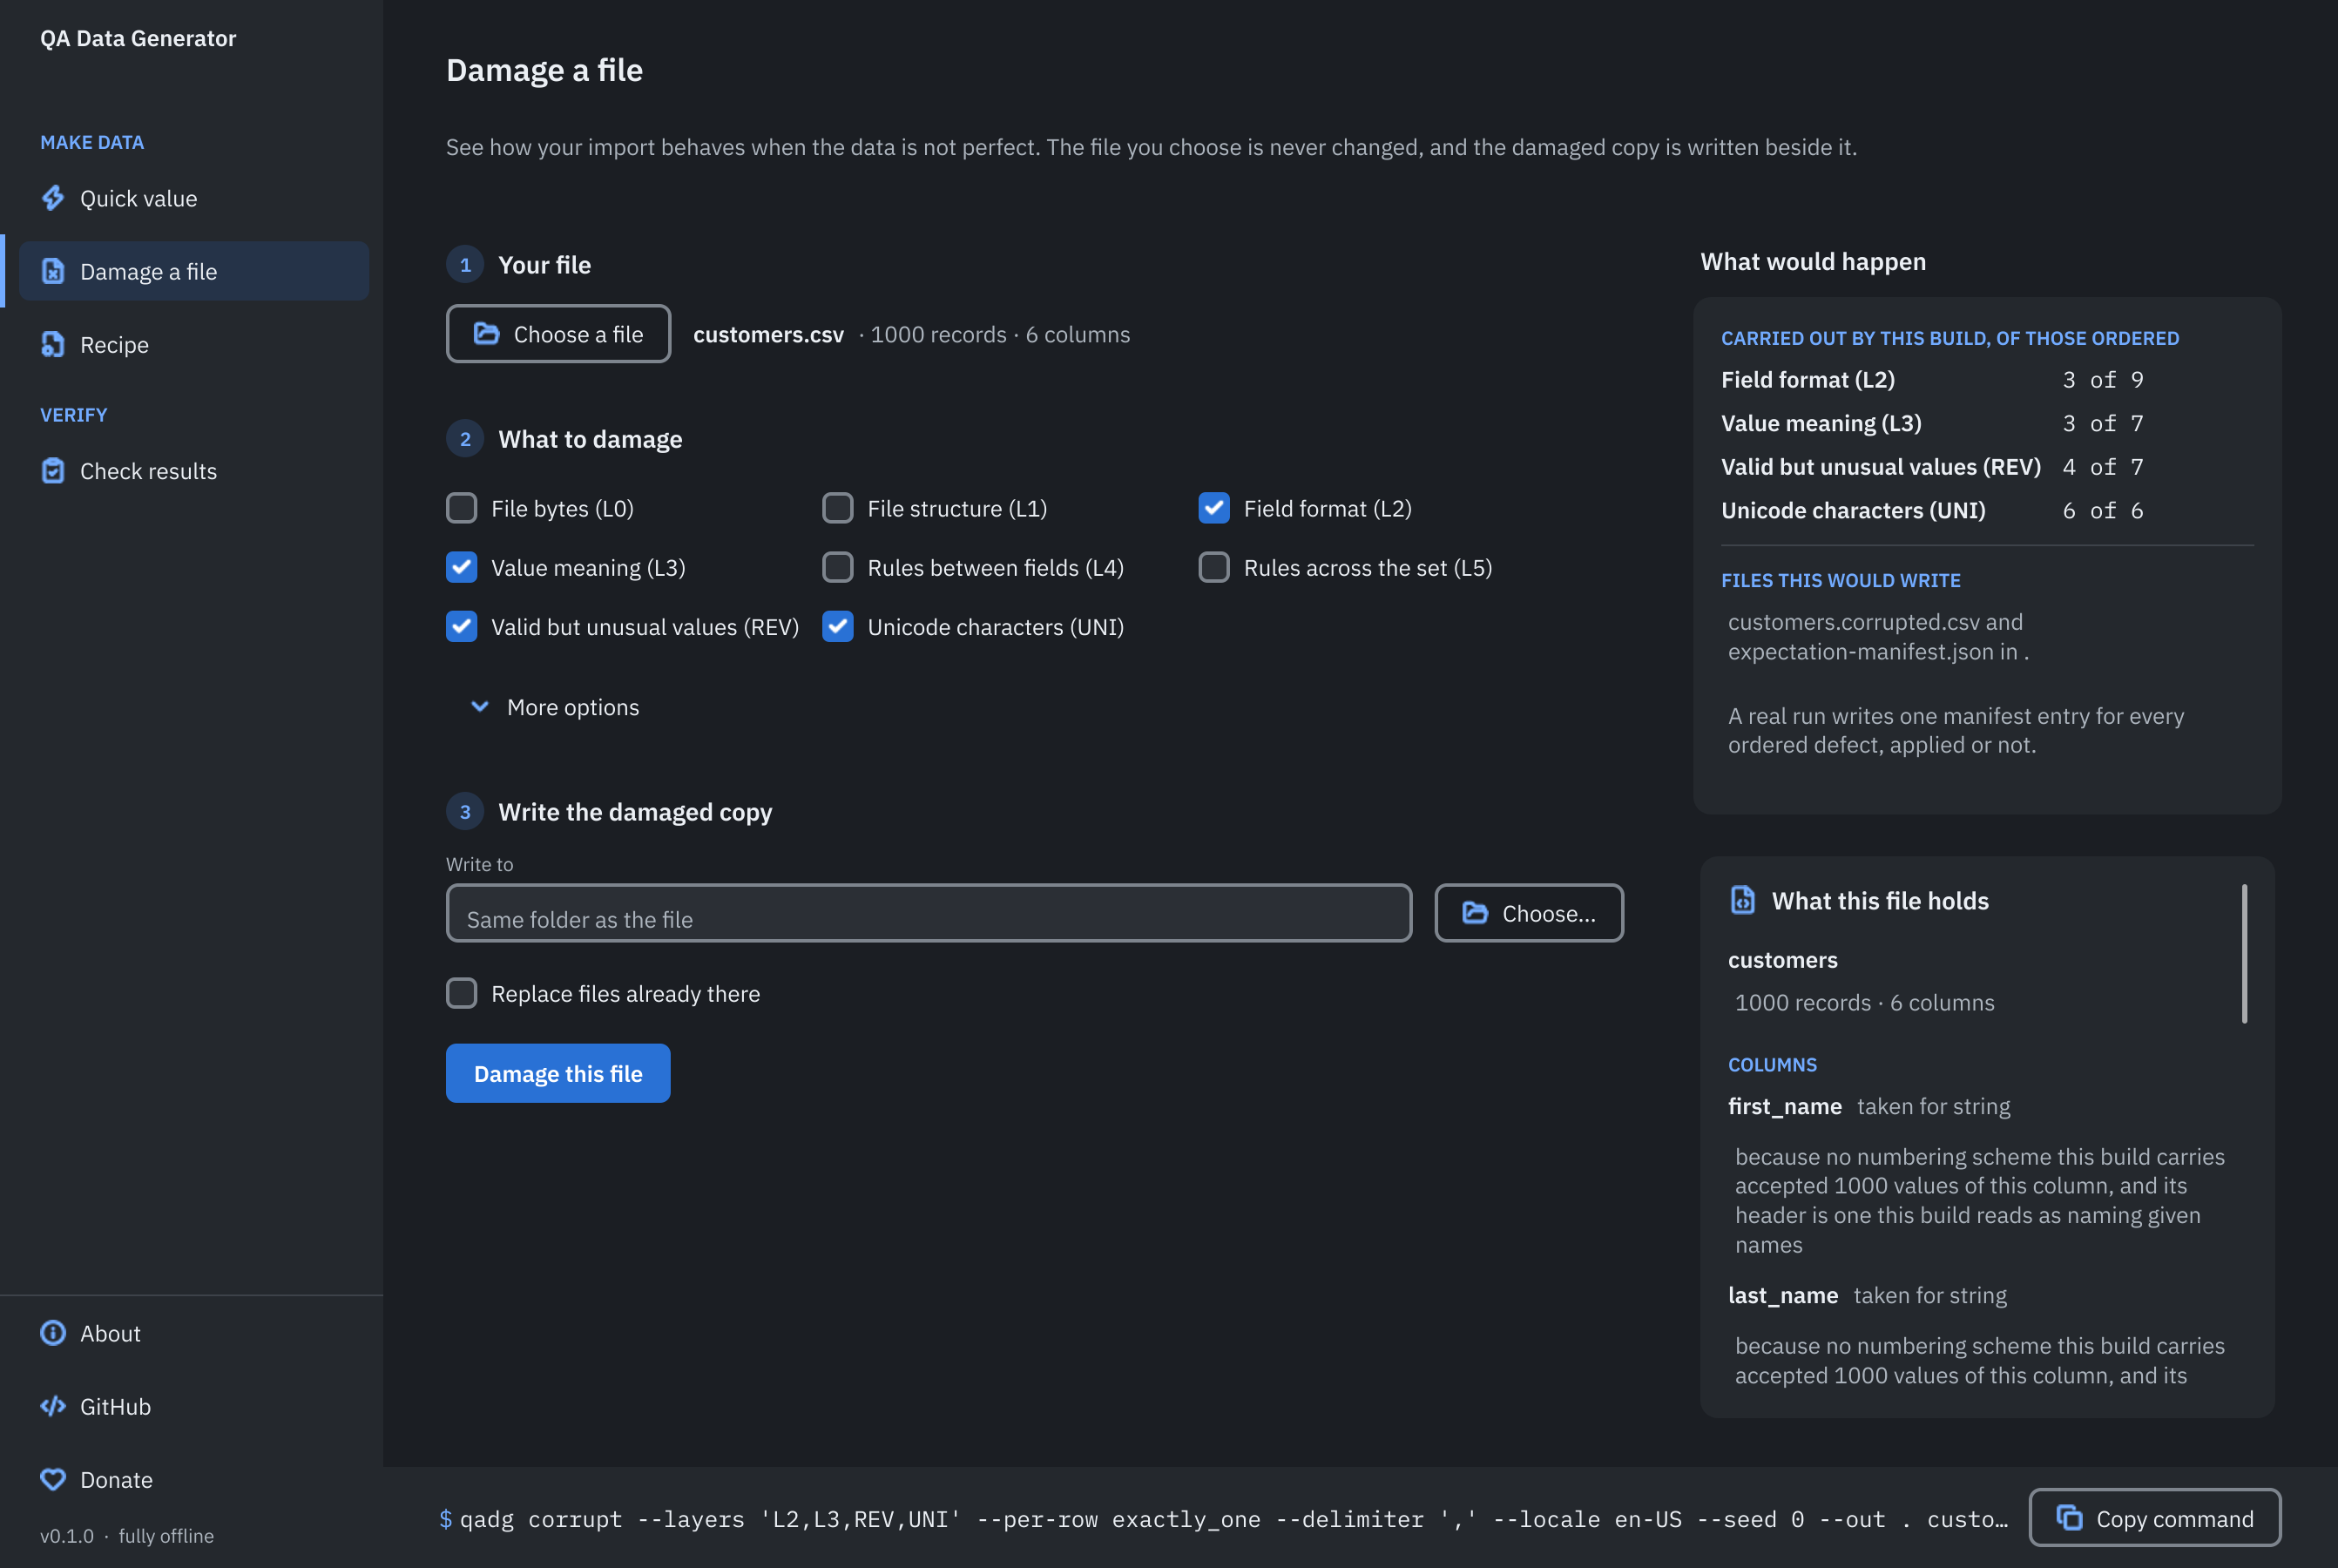 QA Data Generator
MAKE DATA
Quick value
Damage a file
Recipe
VERIFY
Check results
About
GitHub
Donate
v0.1.0 · fully offline
Damage a file
See how your import behaves when the data is not perfect. The file you choose is never changed, and the damaged copy is written beside it.
1 Your file
Choose a file customers.csv · 1000 records · 6 columns
2 What to damage
File bytes (L0) File structure (L1) Field format (L2)
Value meaning (L3) Rules between fields (L4) Rules across the set (L5)
Valid but unusual values (REV) Unicode characters (UNI)
More options
3 Write the damaged copy
Write to
Same folder as the file Choose...
Replace files already there
Damage this file
What would happen
CARRIED OUT BY THIS BUILD, OF THOSE ORDERED
Field format (L2) 3 of 9
Value meaning (L3) 3 of 7
Valid but unusual values (REV) 4 of 7
Unicode characters (UNI) 6 of 6
FILES THIS WOULD WRITE
customers.corrupted.csv and
expectation-manifest.json in .
A real run writes one manifest entry for every
ordered defect, applied or not.
What this file holds
customers
1000 records · 6 columns
COLUMNS
first_name taken for string
because no numbering scheme this build carries
accepted 1000 values of this column, and its
header is one this build reads as naming given
names
last_name taken for string
because no numbering scheme this build carries
accepted 1000 values of this column, and its
$ qadg corrupt --layers 'L2,L3,REV,UNI' --per-row exactly_one --delimiter ',' --locale en-US --seed 0 --out . custo… Copy command